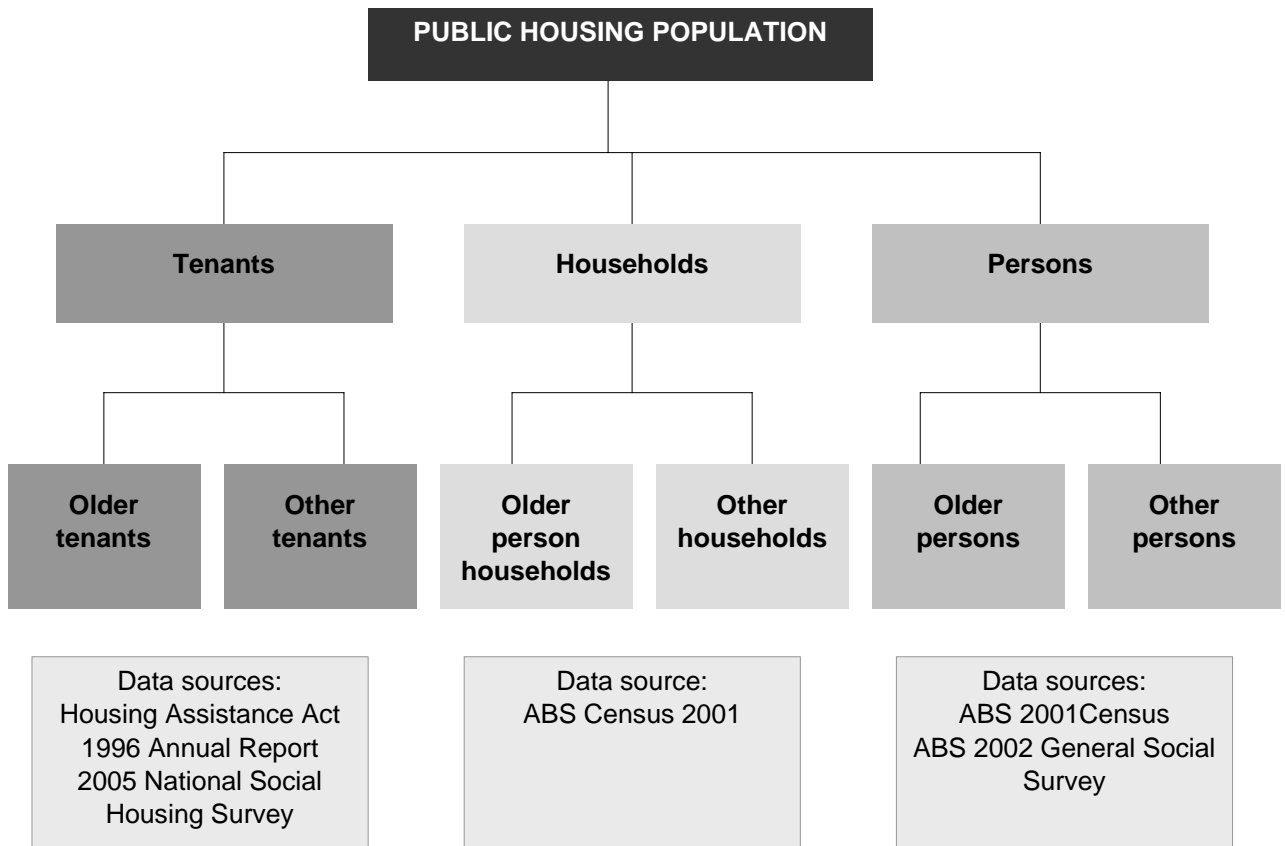 PUBLIC HOUSING POPULATION
Tenants
Households
Persons
Older
tenants
Other
tenants
Older
person
households
Other
households
Older
persons
Other
persons
Data sources:
Housing Assistance Act
1996 Annual Report
2005 National Social
Housing Survey
Data source:
ABS Census 2001
Data sources:
ABS 2001Census
ABS 2002 General Social
Survey